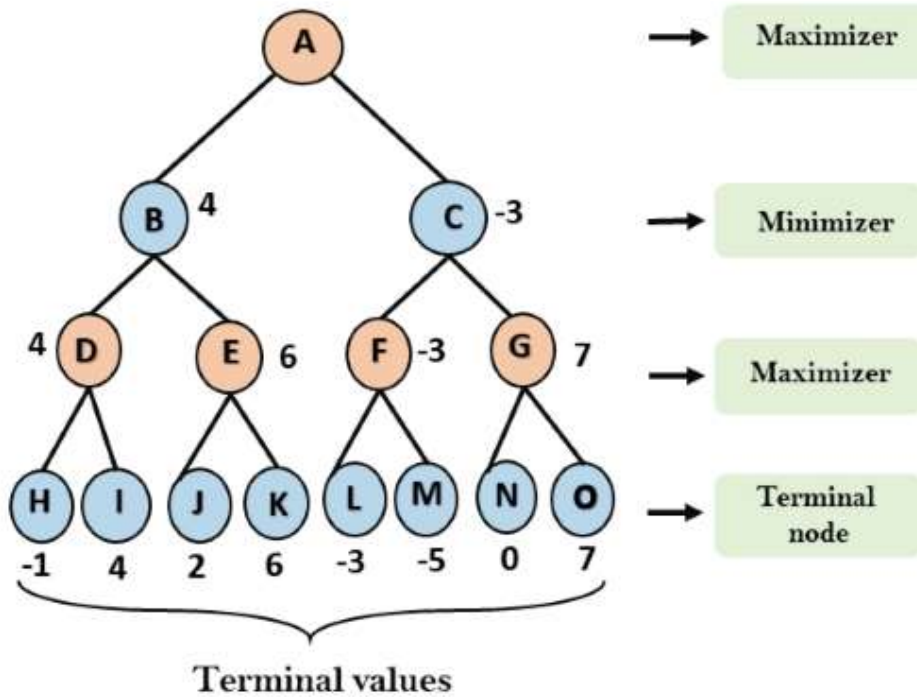 A
Maximizer
B 4
C -3
Minimizer
4 D
E 6
F -3
G 7
Maximizer
H I J K L M N O
Terminal
node
-1 4 2 6 -3 -5 0 7
Terminal values